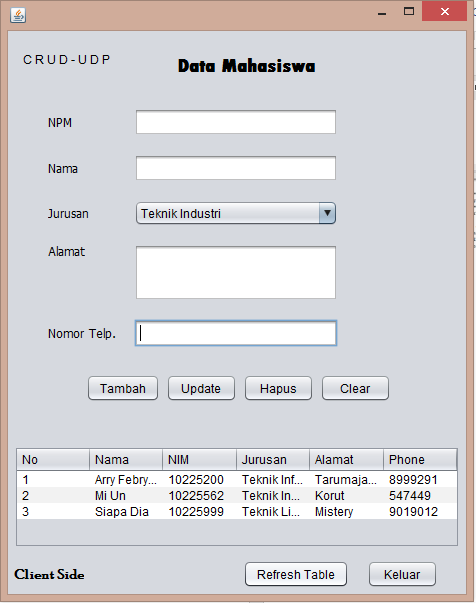 CRUD-UDP
Data Mahasiswa
NPM
Nama
Jurusan Teknik Industri
Alamat
Nomor Telp.
Tambah Update Hapus Clear
No Nama NIM Jurusan Alamat Phone
1 Arry Febry... 10225200 Teknik Inf... Tarumaja... 8999291
2 Mi Un 10225562 Teknik In... Korut 547449
3 Siapa Dia 10225999 Teknik Li... Mistery 9019012
Client Side Refresh Table Keluar